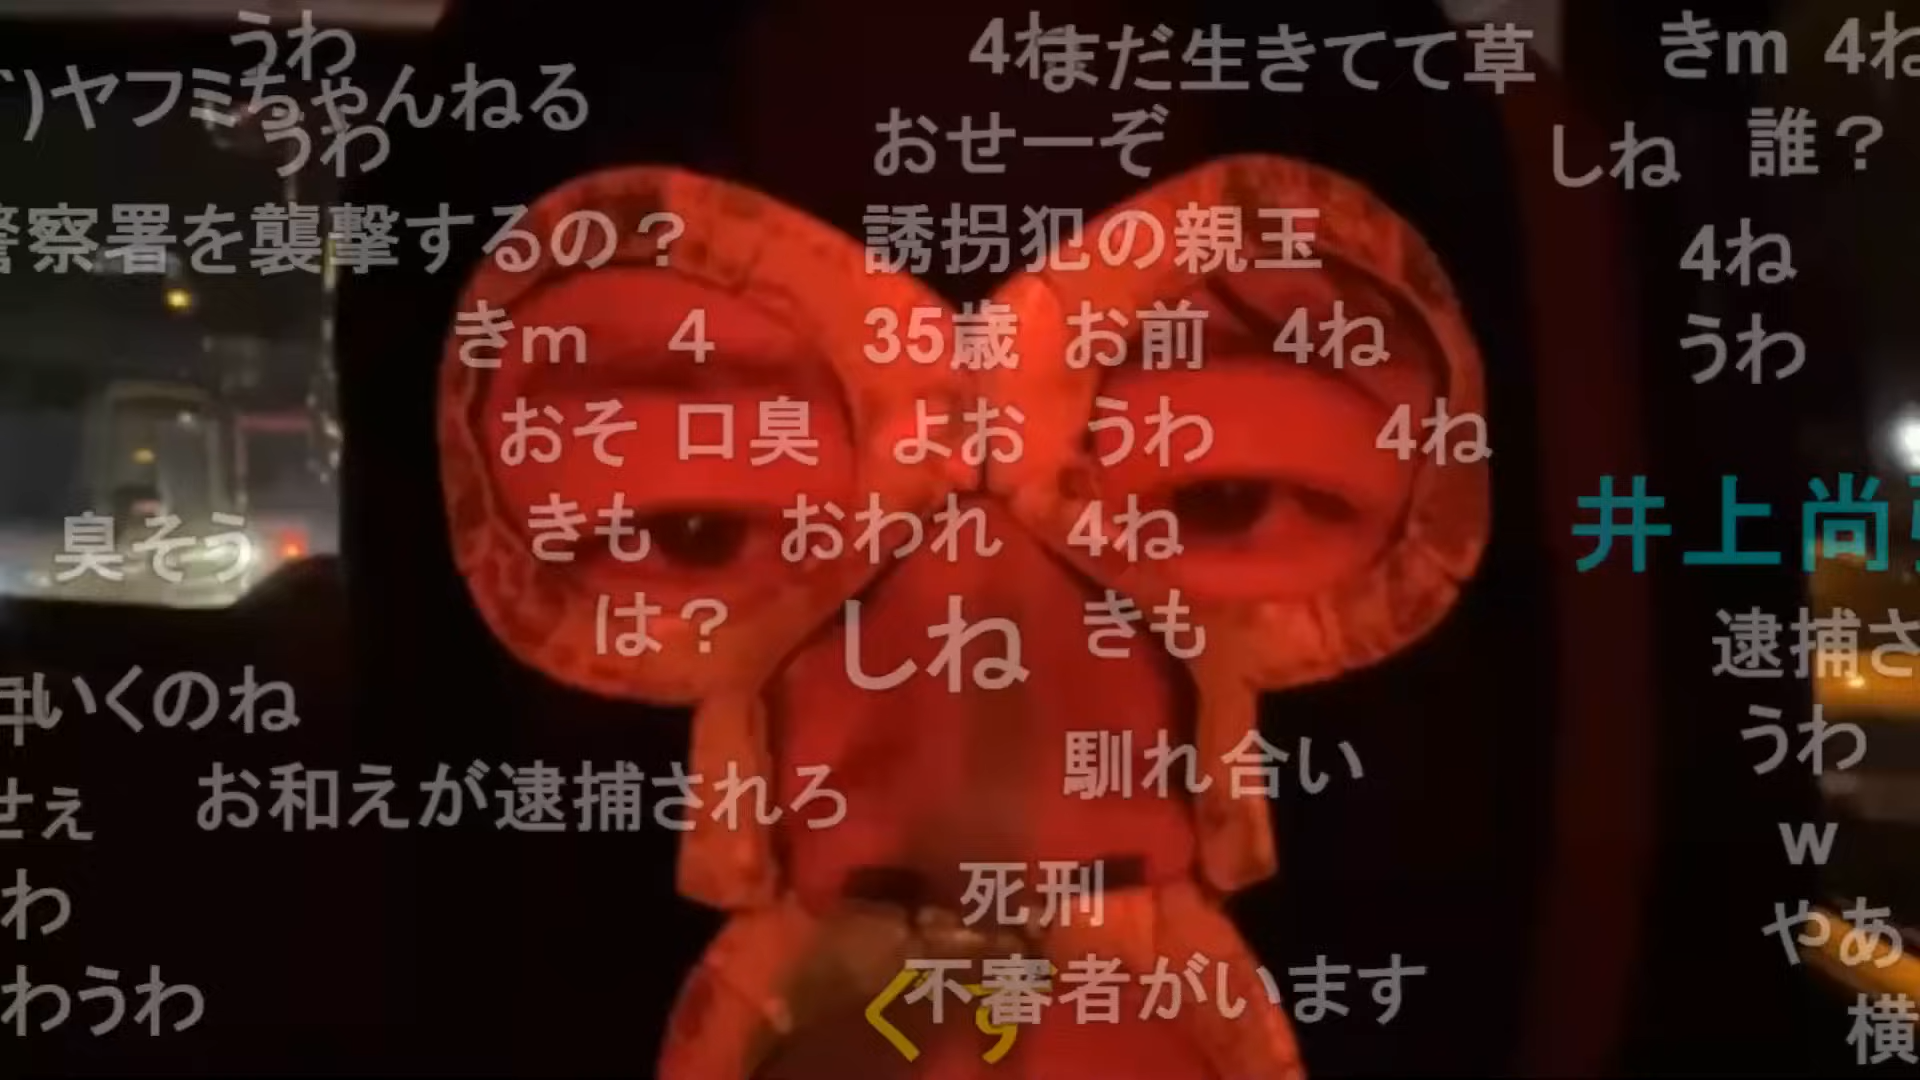 うわ
4ね
まだ生きてて草
きm
4ね
`)ヤフミちゃんねる
うわ
おせーぞ
しね
誰？
警察署を襲撃するの？
誘拐犯の親玉
4ね
きm
4
35歳
お前
4ね
うわ
おそ
口臭
よお
うわ
4ね
臭そう
きも
おわれ
4ね
井上尚
は？
しね
きも
逮捕さ
いくのね
馴れ合い
うわ
せぇ
お和えが逮捕されろ
w
わ
死刑
やあ
わうわ
不審者がいます
くず
横